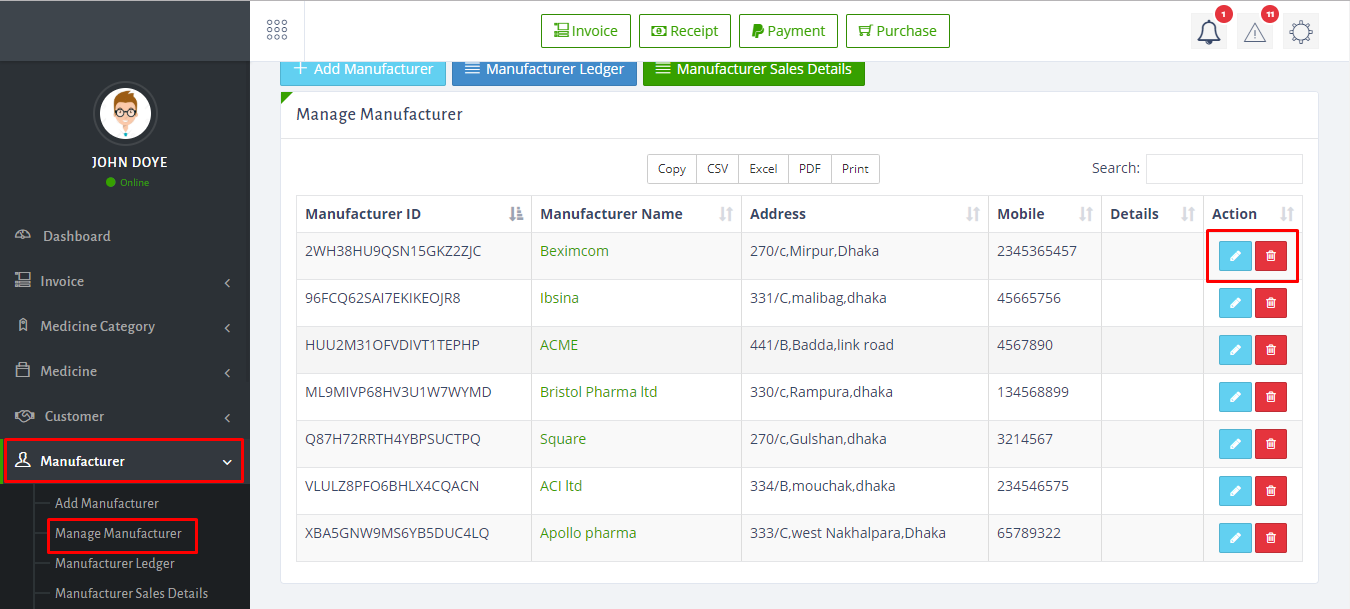 Invoice Receipt Payment Purchase 1 11
Add Manufacturer Manufacturer Ledger Manufacturer Sales Details
JOHN DOYE
Online
Dashboard
Invoice
Medicine Category
Medicine
Customer
Manufacturer
Add Manufacturer
Manage Manufacturer
Manufacturer Ledger
Manufacturer Sales Details
Manage Manufacturer
Copy CSV Excel PDF Print Search:
Manufacturer ID Manufacturer Name Address Mobile Details Action
2WH38HU9QSN15GKZ2ZJC Beximcom 270/c,Mirpur,Dhaka 2345365457
96FCQ62SAI7EKIKEOJR8 Ibsina 331/C,malibag,dhaka 45665756
HUU2M31OFVDIVT1TEPHP ACME 441/B,Badda,link road 4567890
ML9MIVP68HV3U1W7WYMD Bristol Pharma ltd 330/c,Rampura,dhaka 134568899
Q87H72RRTH4YBPSUCTPQ Square 270/c,Gulshan,dhaka 3214567
VLULZ8PFO6BHLX4CQACN ACI ltd 334/B,mouchak,dhaka 234546575
XBA5GNW9MS6YB5DUC4LQ Apollo pharma 333/C,west Nakhalpara,Dhaka 65789322